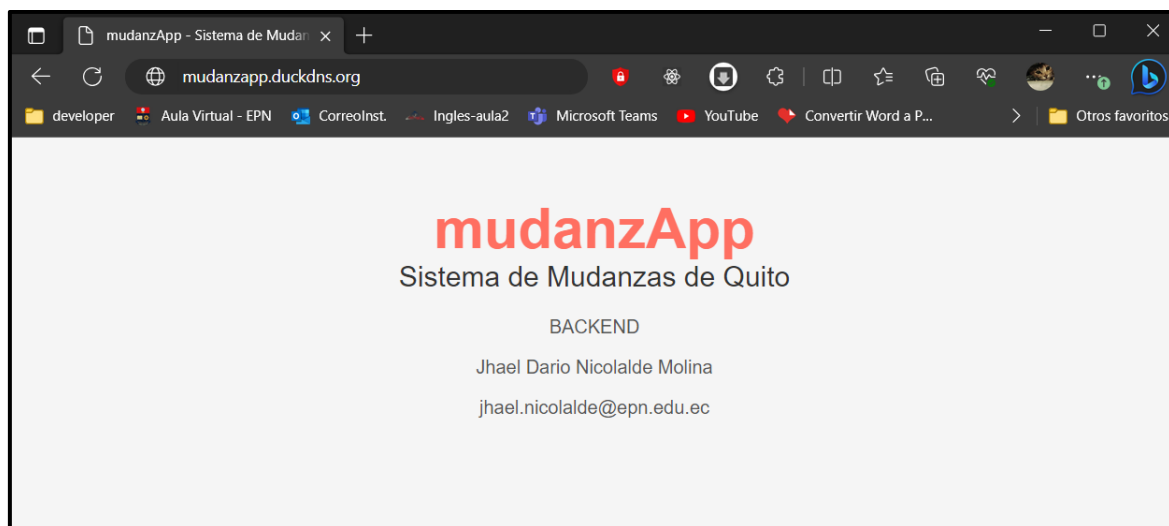 mudanzApp - Sistema de Mudan
mudanzapp.duckdns.org
developer Aula Virtual - EPN CorreoInst. Ingles-aula2 Microsoft Teams YouTube Convertir Word a P... Otros favoritos
mudanzApp
Sistema de Mudanzas de Quito
BACKEND
Jhael Dario Nicolalde Molina
jhael.nicolalde@epn.edu.ec